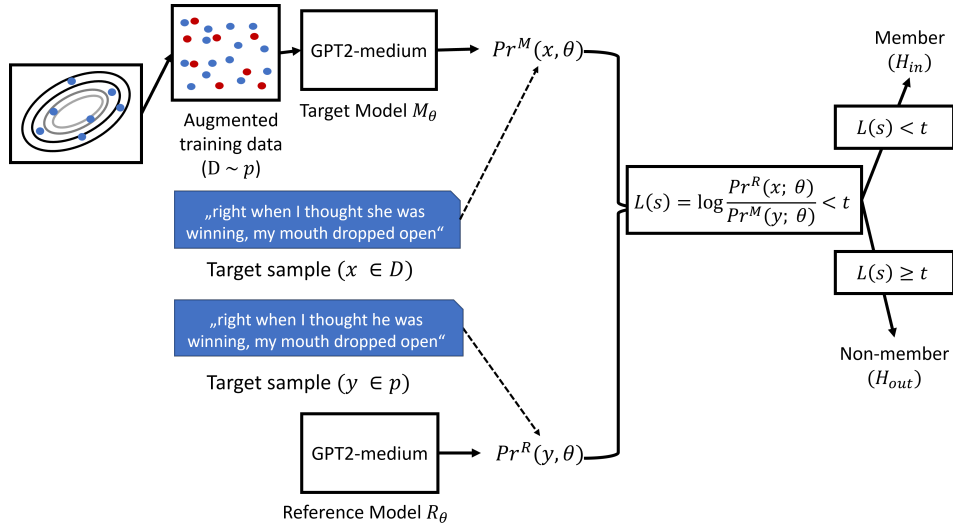 GPT2-medium
Target Model M_θ
Augmented
training data
(D ~ p)
Pr^M(x, θ)
„right when I thought she was
winning, my mouth dropped open“
Target sample (x ∈ D)
„right when I thought he was
winning, my mouth dropped open“
Target sample (y ∈ p)
GPT2-medium
Reference Model R_θ
Pr^R(y, θ)
L(s) = log Pr^R(x; θ) / Pr^M(y; θ) < t
Member
(H_in)
L(s) < t
L(s) ≥ t
Non-member
(H_out)